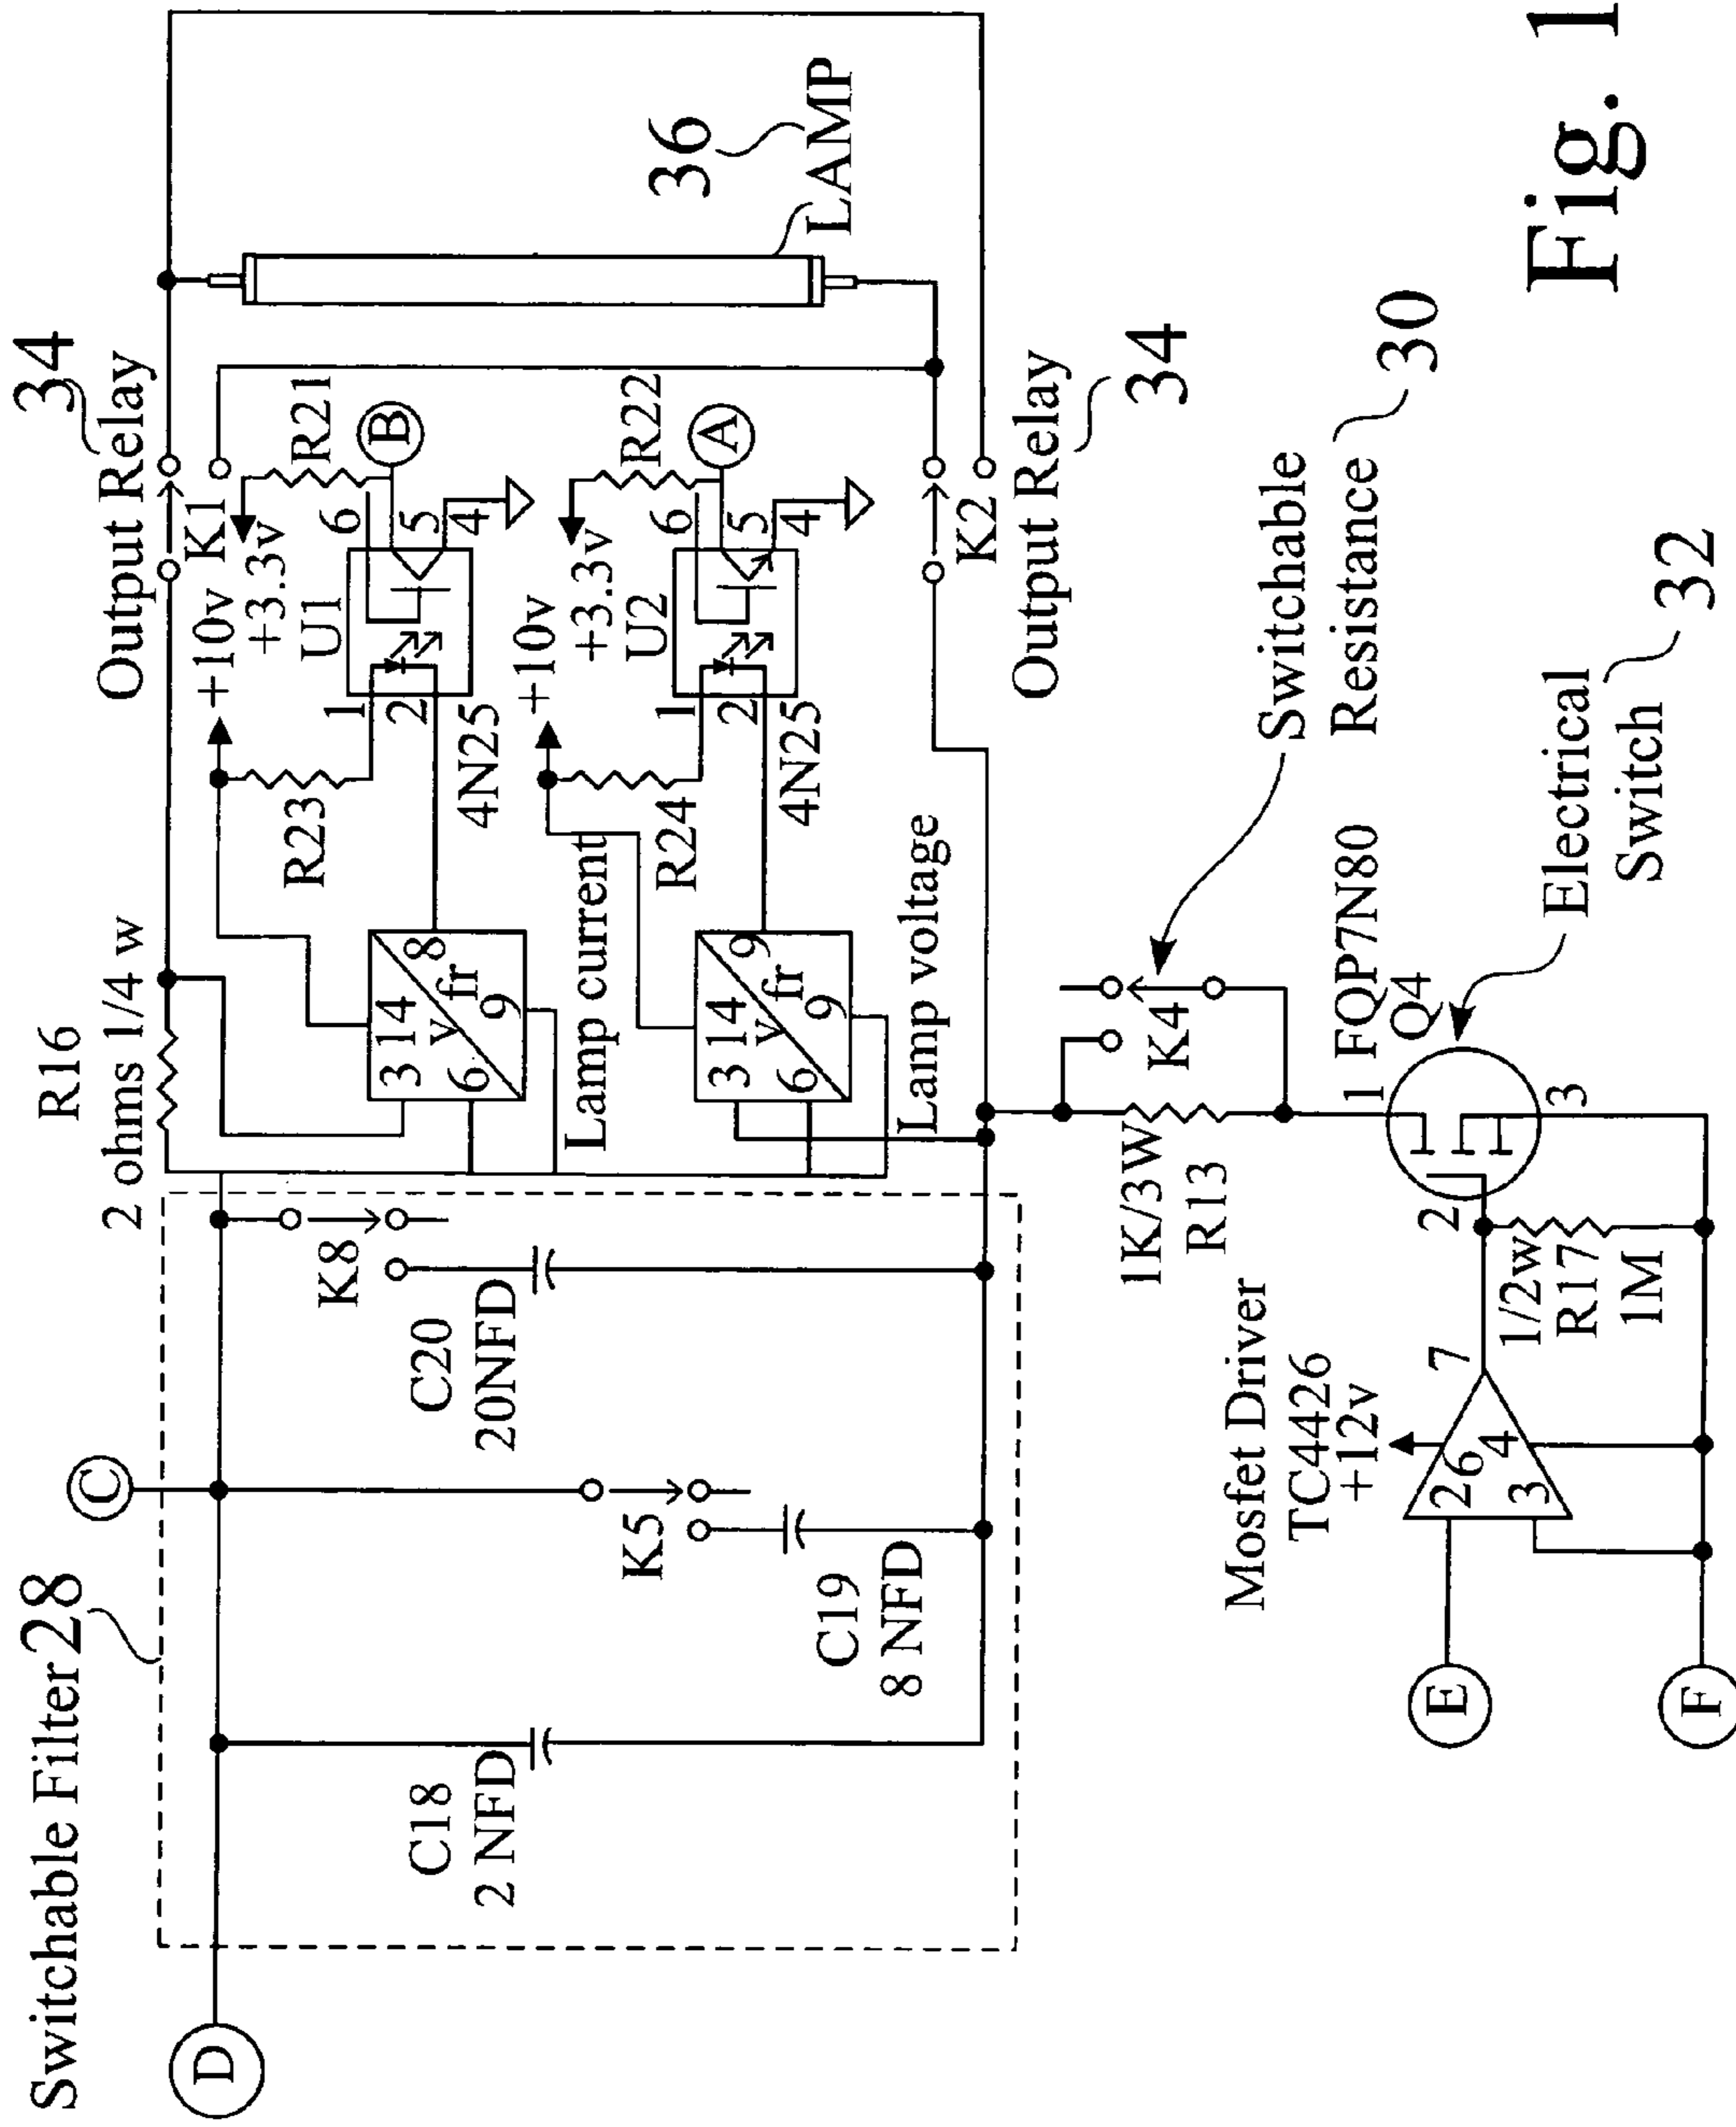 Switchable Filter 28
D
C
C18
2 NFD
K5
C19
8 NFD
K8
C20
20NFD
R16
2 ohms 1/4 w
3
14
v
fr
8
6
9
Lamp current
3
14
v
fr
9
6
9
Lamp voltage
R23
+10v
+3.3v
U1
1
2
4N25
6
5
4
R21
B
R24
+10v
+3.3v
U2
1
2
4N25
6
5
4
R22
A
Output Relay
34
K1
K2
Output Relay
34
36
LAMP
K4
Switchable
Resistance
30
1K/3W
R13
FQP7N80
Q4
1
2
3
Electrical
Switch
32
Mosfet Driver
TC4426
+12v
2
6
4
3
7
1/2w
R17
1M
E
F
Fig. 1